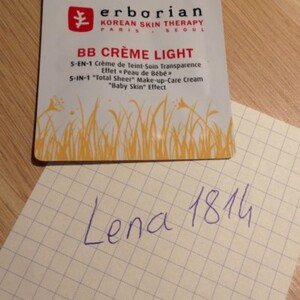 erborian
KOREAN SKIN THERAPY
PARIS - SEOUL
BB CRÈME LIGHT
5-EN-1 Crème de Teint-Soin Transparence
Effet «Peau de Bébé»
5-IN-1 "Total Sheer" Make-up-Care Cream
"Baby Skin" Effect
Lena 1814